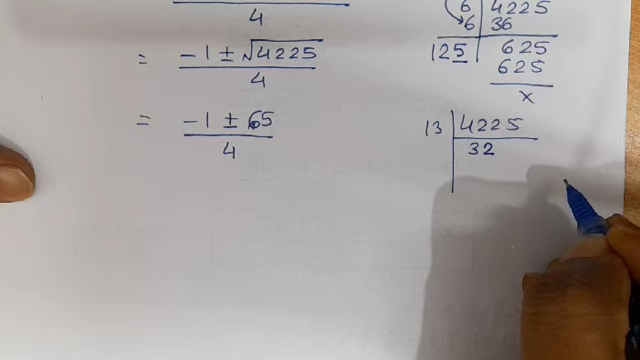 4
= -1 ± √4225 / 4
= -1 ± 65 / 4
6 4225
6 36
125 625
625
x
13 4225
32